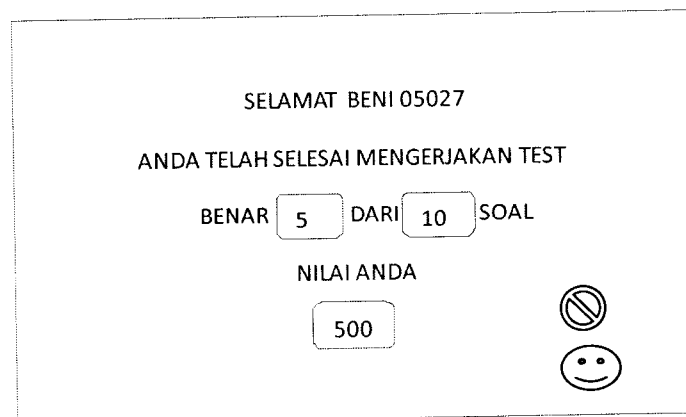 SELAMAT BENI 05027
ANDA TELAH SELESAI MENGERJAKAN TEST
BENAR 5 DARI 10 SOAL
NILAI ANDA
500